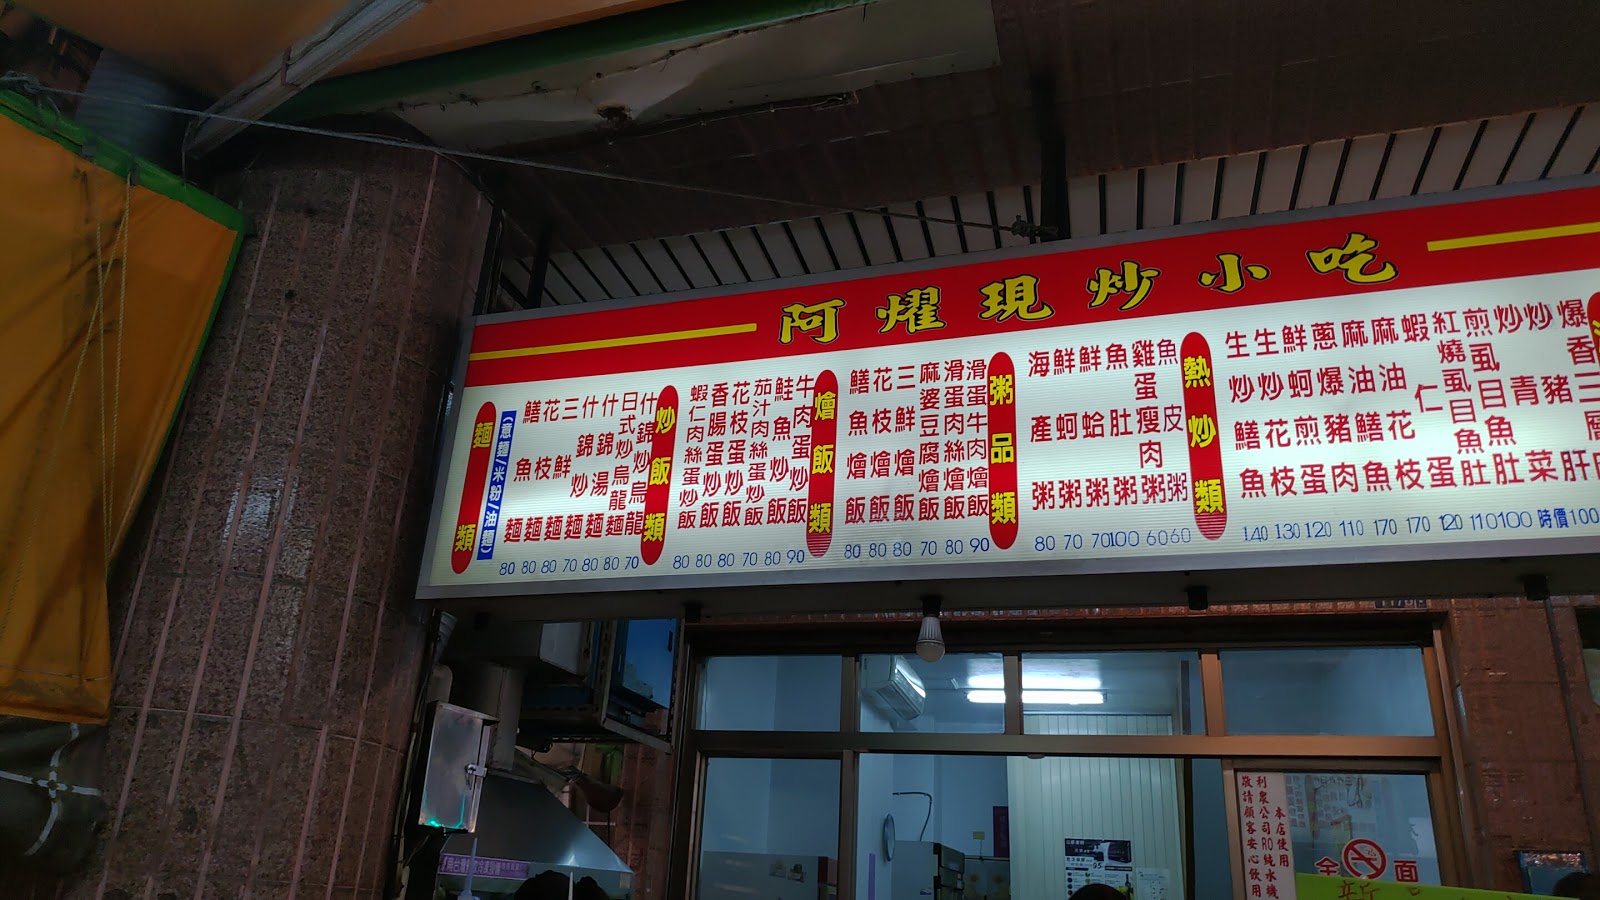 阿燿現炒小吃
麵類
(意麵/米粉/油麵)
鱔魚麵
花枝麵
三鮮麵
什錦炒麵
什錦湯麵
日式炒烏龍麵
什錦炒烏龍
80 80 80 70 80 80 70
炒飯類
蝦仁肉絲蛋炒飯
香腸蛋炒飯
花枝蛋炒飯
茄汁肉絲蛋炒飯
鮭魚炒飯
牛肉蛋炒飯
80 80 80 70 80 90
燴飯類
鱔魚燴飯
花枝燴飯
三鮮燴飯
麻婆豆腐燴飯
滑蛋肉絲燴飯
滑蛋牛肉燴飯
80 80 80 70 80 90
粥品類
海產粥
鮮蚵粥
鮮蛤粥
魚肚粥
雞蛋瘦肉粥
魚皮粥
80 70 70 100 60 60
熱炒類
生炒鱔魚
生炒花枝
鮮蚵煎蛋
蔥爆豬肉
麻油鱔魚
麻油花枝
蝦仁蛋
紅燒虱目魚肚
煎虱目魚肚
炒青菜
炒豬肝
爆香三層
140 130 120 110 170 170 120 110 100 時價 100
本店使用
利眾公司RO純水機
敬請顧客安心飲用
全面